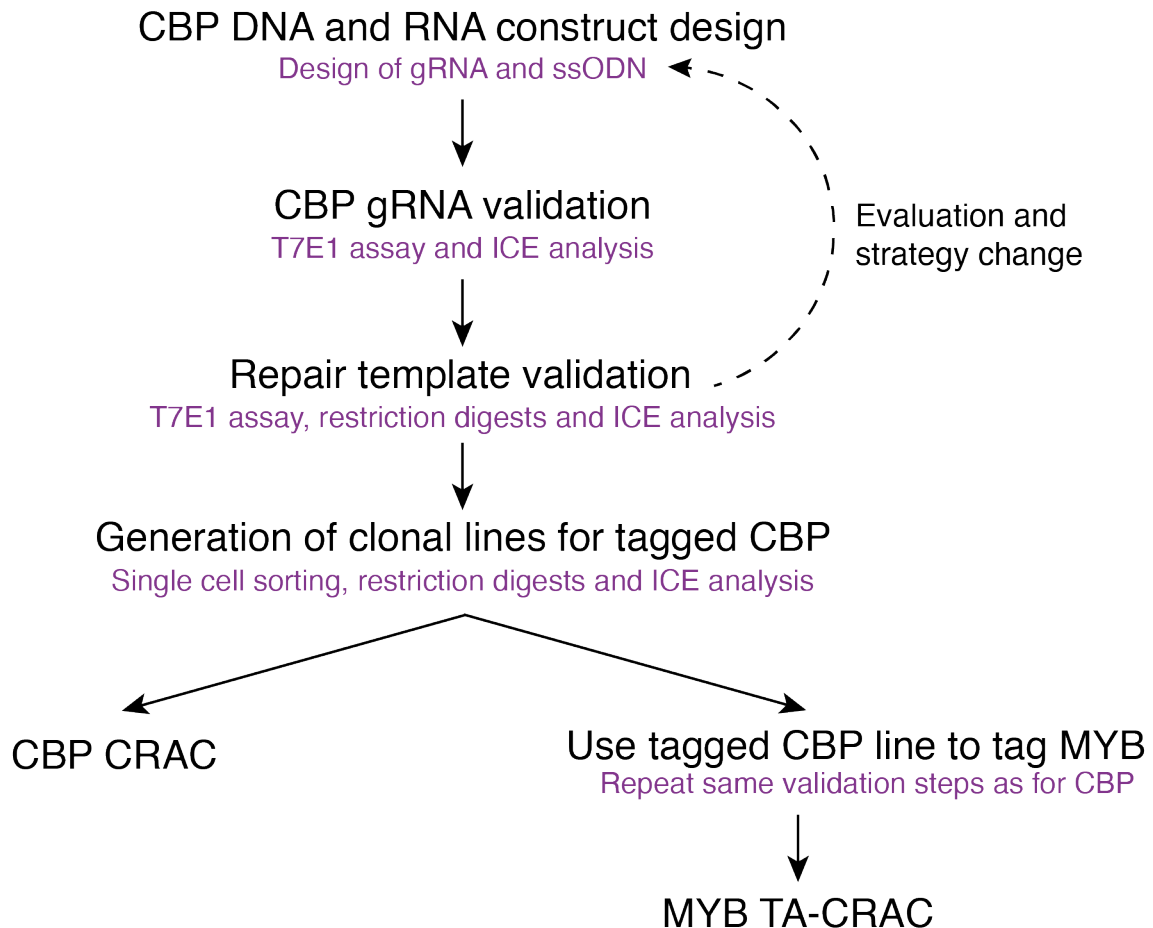 CBP DNA and RNA construct design
Design of gRNA and ssODN
CBP gRNA validation
T7E1 assay and ICE analysis
Evaluation and
strategy change
Repair template validation
T7E1 assay, restriction digests and ICE analysis
Generation of clonal lines for tagged CBP
Single cell sorting, restriction digests and ICE analysis
CBP CRAC
Use tagged CBP line to tag MYB
Repeat same validation steps as for CBP
MYB TA-CRAC